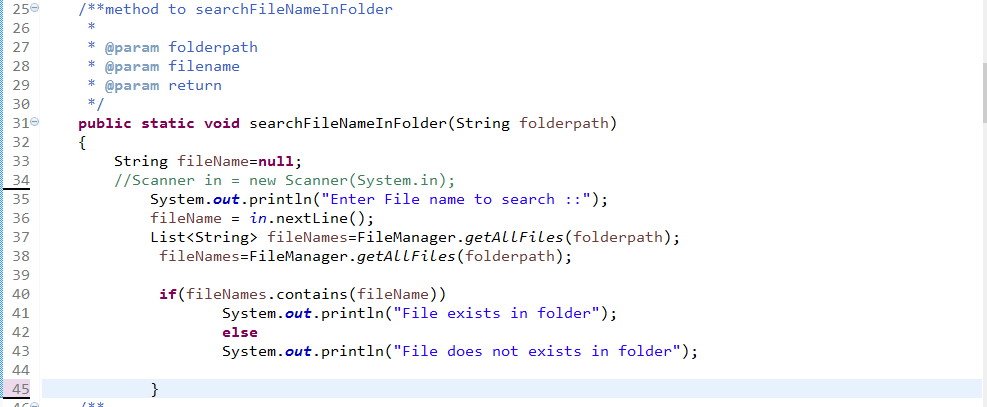 25 /**method to searchFileNameInFolder
26 *
27 * @param folderpath
28 * @param filename
29 * @param return
30 */
31 public static void searchFileNameInFolder(String folderpath)
32 {
33 String fileName=null;
34 //Scanner in = new Scanner(System.in);
35 System.out.println("Enter File name to search ::");
36 fileName = in.nextLine();
37 List<String> fileNames=FileManager.getAllFiles(folderpath);
38 fileNames=FileManager.getAllFiles(folderpath);
39
40 if(fileNames.contains(fileName))
41 System.out.println("File exists in folder");
42 else
43 System.out.println("File does not exists in folder");
44
45 }
46 /**